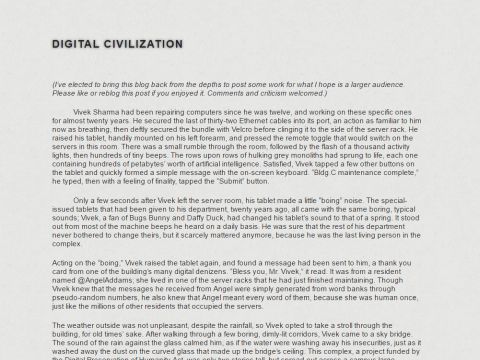 DIGITAL CIVILIZATION
(I've elected to bring this blog back from the depths to post some work for what I hope is a larger audience.
Please like or reblog this post if you enjoyed it. Comments and criticism welcomed.)
Vivek Sharma had been repairing computers since he was twelve, and working on these specific ones
for almost twenty years. He secured the last of thirty-two Ethernet cables into its port, an action as familiar to him
now as breathing, then deftly secured the bundle with Velcro before clinging it to the side of the server rack. He
raised his tablet, handily mounted on his left forearm, and pressed the remote toggle that would switch on the
servers in this room. There was a small rumble through the room, followed by the flash of a thousand activity
lights, then hundreds of tiny beeps. The rows upon rows of hulking grey monoliths had sprung to life, each one
containing hundreds of petabytes' worth of artificial intelligence. Satisfied, Vivek tapped a few other buttons on
the tablet and quickly formed a simple message with the on-screen keyboard. "Bldg C maintenance complete,"
he typed, then with a feeling of finality, tapped the "Submit" button.
Only a few seconds after Vivek left the server room, his tablet made a little "boing" noise. The special-
issued tablets that had been given to his department, twenty years ago, all came with the same boring, typical
sounds; Vivek, a fan of Bugs Bunny and Daffy Duck, had changed his tablet's sound to that of a spring. It stood
out from most of the machine beeps he heard on a daily basis. He was sure that the rest of his department
never bothered to change theirs, but it scarcely mattered anymore, because he was the last living person in the
complex.
Acting on the "boing," Vivek raised the tablet again, and found a message had been sent to him, a thank you
card from one of the building's many digital denizens. "Bless you, Mr. Vivek," it read. It was from a resident
named @AngelAddams; she lived in one of the server racks that he had just finished maintaining. Though
Vivek knew that the messages he received from Angel were simply generated from word banks through
pseudo-random numbers, he also knew that Angel meant every word of them, because she was human once,
just like the millions of other residents that occupied the servers.
The weather outside was not unpleasant, despite the rainfall, so Vivek opted to take a stroll through the
building, for old times' sake. After walking through a few boring, dimly-lit corridors, Vivek came to a sky bridge.
The sound of the rain against the glass calmed him, as if the water were washing away his insecurities, just as it
washed away the dust on the curved glass that made up the bridge's ceiling. This complex, a project funded by
the Digital Preservation of Humanity Act, was only two stories tall, but spread out across a campus large